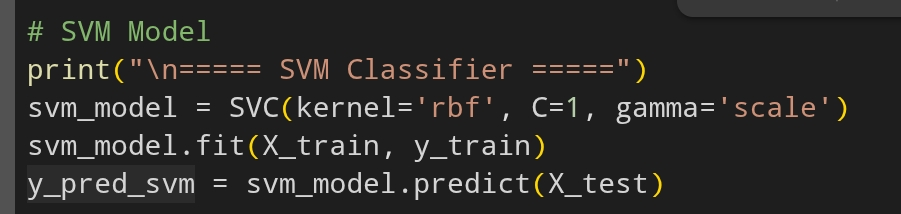 # SVM Model
print("\n===== SVM Classifier =====")
svm_model = SVC(kernel='rbf', C=1, gamma='scale')
svm_model.fit(X_train, y_train)
y_pred_svm = svm_model.predict(X_test)